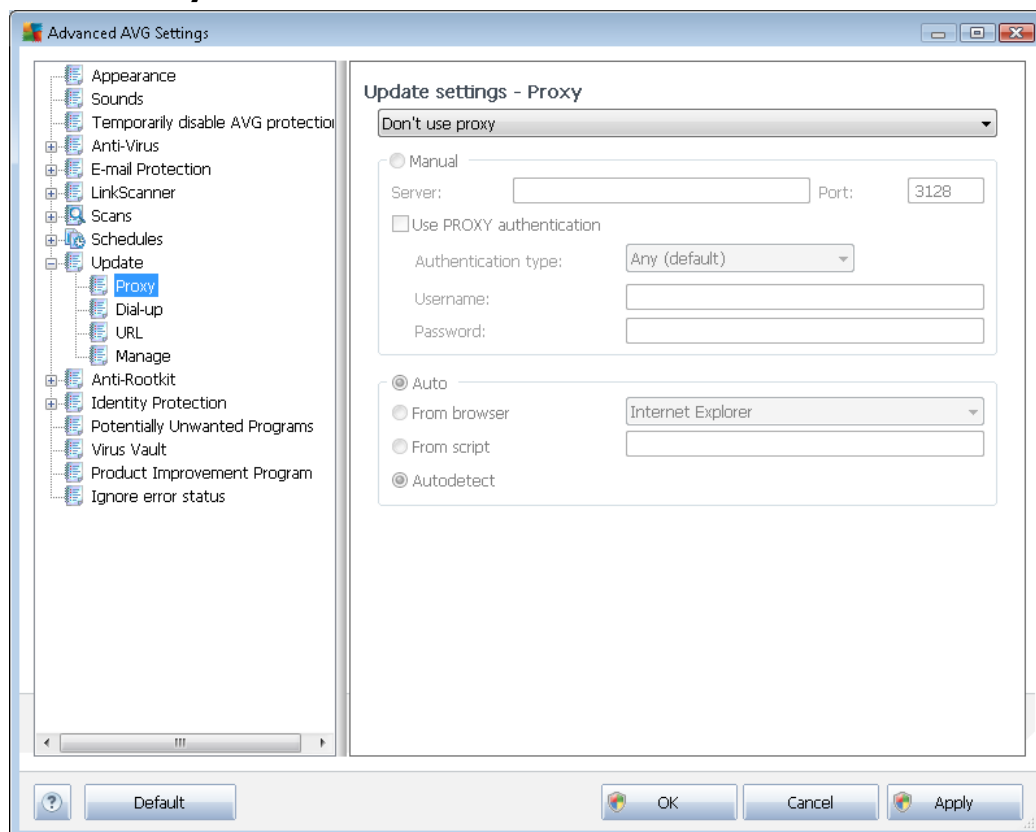 Advanced AVG Settings
Appearance
Sounds
Temporarily disable AVG protection
Anti-Virus
E-mail Protection
LinkScanner
Scans
Schedules
Update
Proxy
Dial-up
URL
Manage
Anti-Rootkit
Identity Protection
Potentially Unwanted Programs
Virus Vault
Product Improvement Program
Ignore error status
Update settings - Proxy
Don't use proxy
Manual
Server: Port: 3128
Use PROXY authentication
Authentication type: Any (default)
Username:
Password:
Auto
From browser Internet Explorer
From script
Autodetect
? Default OK Cancel Apply